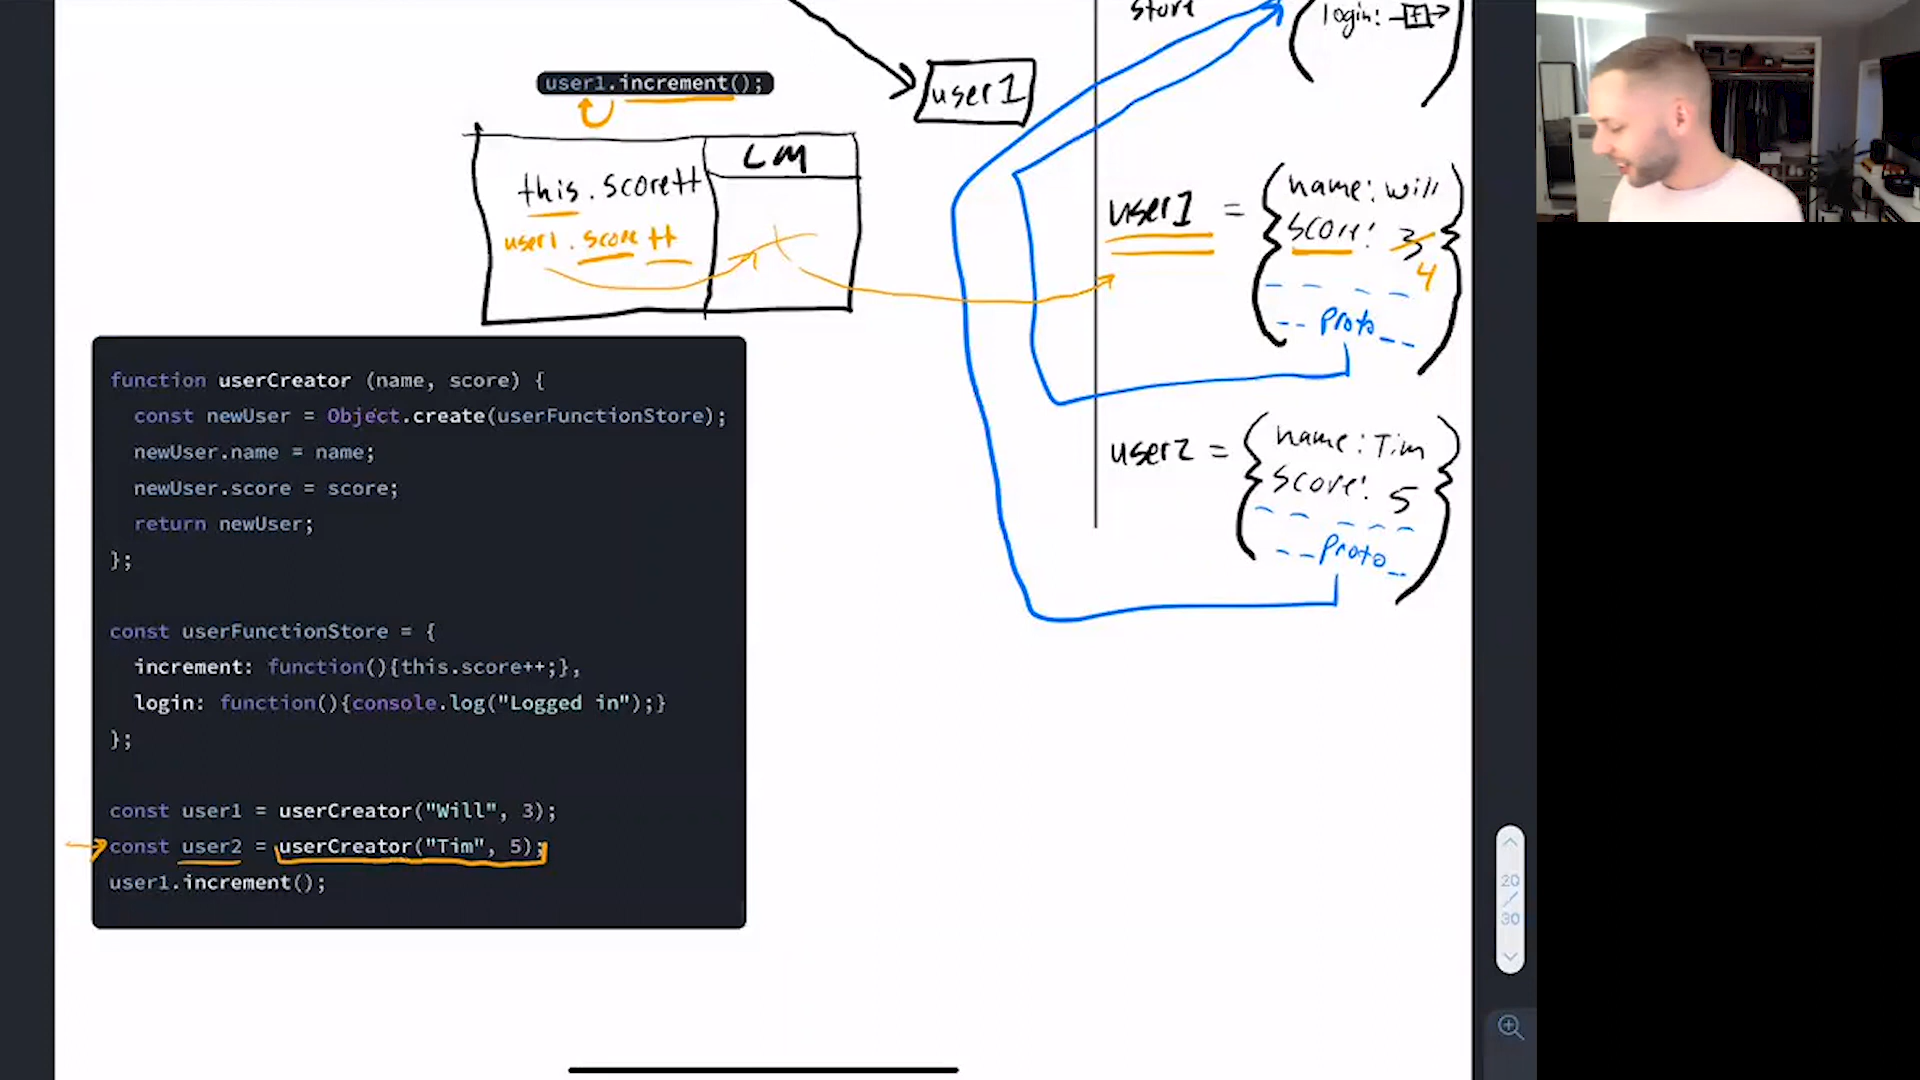 store
login: -[f]->
user1.increment();
user1
LM
this.score++
user1.score++
user1 = { name: Will
score: 3
4
-- Proto --
user2 = { name: Tim
score: 5
-- Proto --
function userCreator (name, score) {
const newUser = Object.create(userFunctionStore);
newUser.name = name;
newUser.score = score;
return newUser;
};
const userFunctionStore = {
increment: function(){this.score++;},
login: function(){console.log("Logged in");}
};
const user1 = userCreator("Will", 3);
const user2 = userCreator("Tim", 5);
user1.increment();
20
/
30